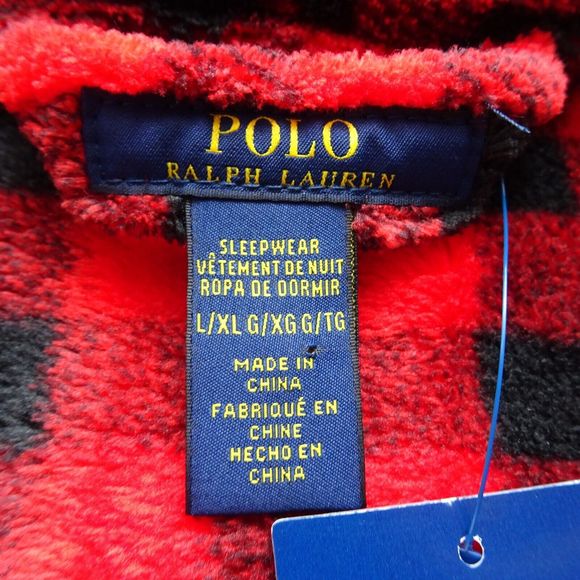 POLO
RALPH LAUREN
SLEEPWEAR
VÊTEMENT DE NUIT
ROPA DE DORMIR
L/XL G/XG G/TG
MADE IN
CHINA
FABRIQUÉ EN
CHINE
HECHO EN
CHINA